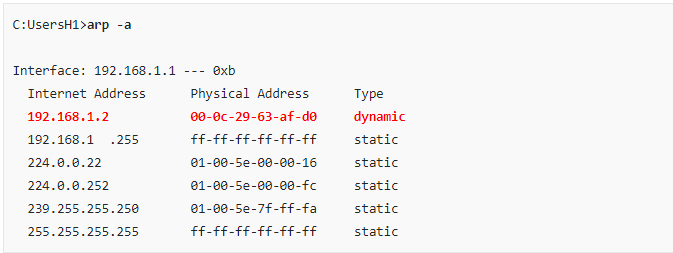 C:UsersH1>arp -a
Interface: 192.168.1.1 --- 0xb
Internet Address Physical Address Type
192.168.1.2 00-0c-29-63-af-d0 dynamic
192.168.1 .255 ff-ff-ff-ff-ff-ff static
224.0.0.22 01-00-5e-00-00-16 static
224.0.0.252 01-00-5e-00-00-fc static
239.255.255.250 01-00-5e-7f-ff-fa static
255.255.255.255 ff-ff-ff-ff-ff-ff static